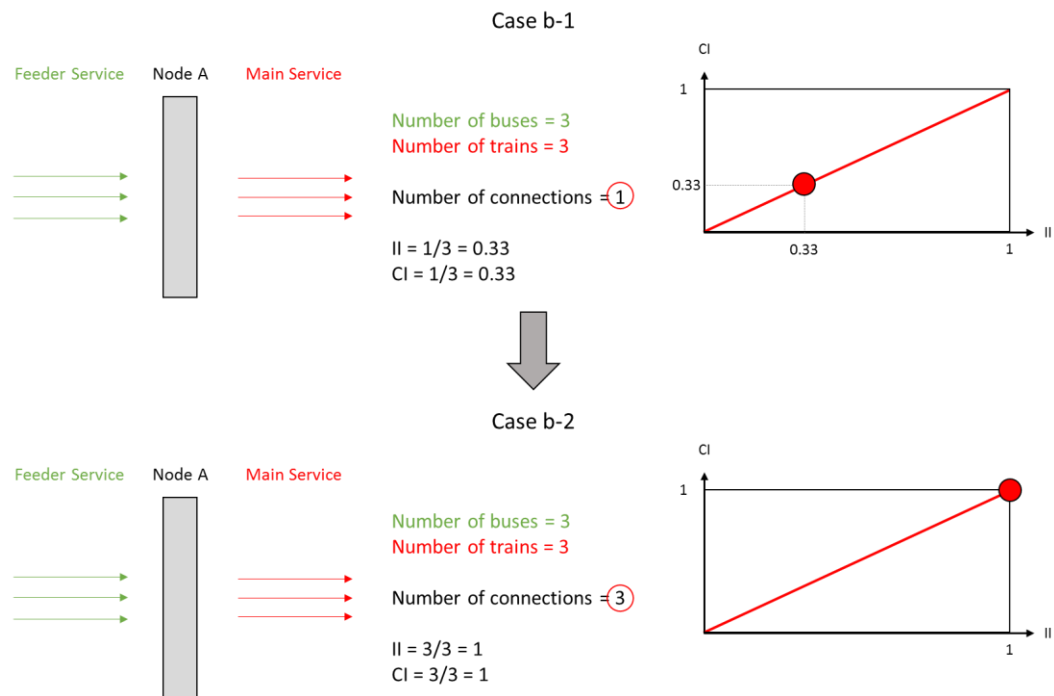 Case b-1
Feeder Service
Node A
Main Service
Number of buses = 3
Number of trains = 3
Number of connections = 1
II = 1/3 = 0.33
CI = 1/3 = 0.33
CI
1
0.33
0.33
1
II
Case b-2
Feeder Service
Node A
Main Service
Number of buses = 3
Number of trains = 3
Number of connections = 3
II = 3/3 = 1
CI = 3/3 = 1
CI
1
1
II